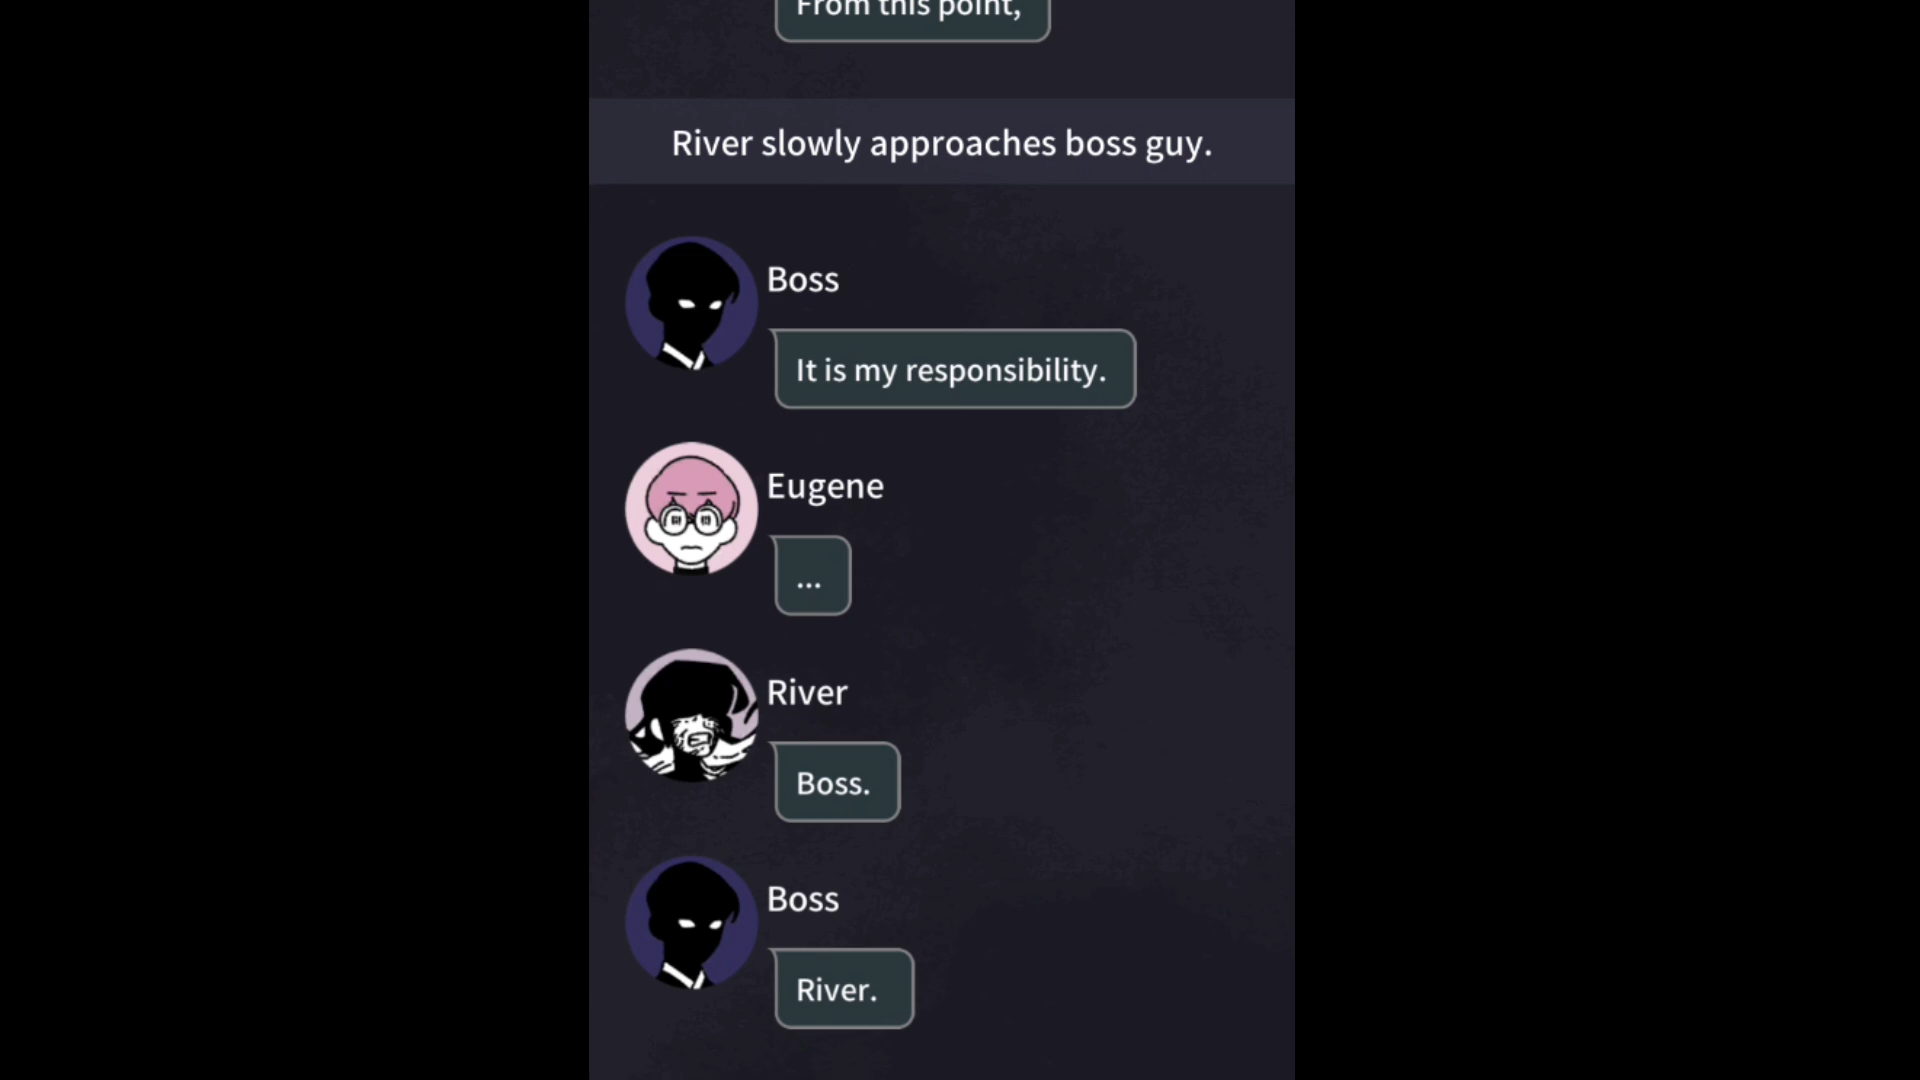 From this point,
River slowly approaches boss guy.
Boss
It is my responsibility.
Eugene
...
River
Boss.
Boss
River.